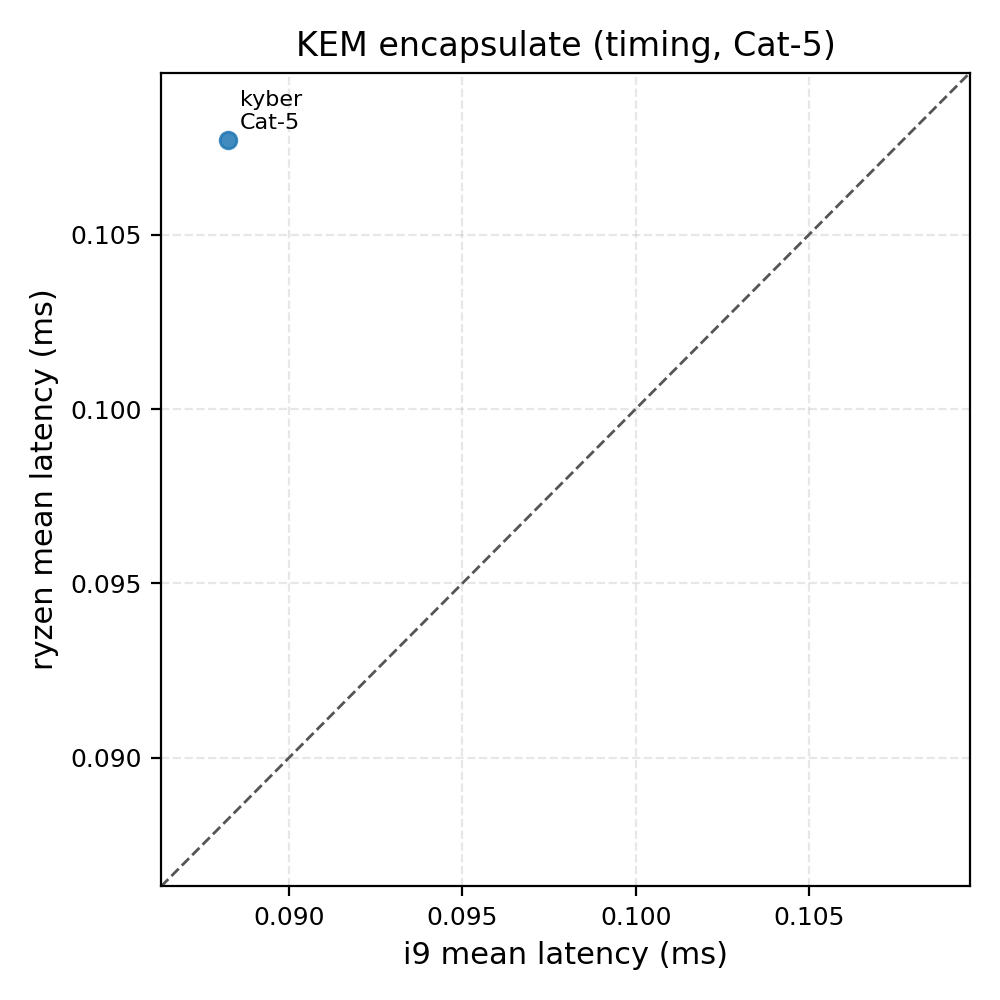 KEM encapsulate (timing, Cat-5)
kyber
Cat-5
0.105
0.100
0.095
0.090
ryzen mean latency (ms)
0.090
0.095
0.100
0.105
i9 mean latency (ms)